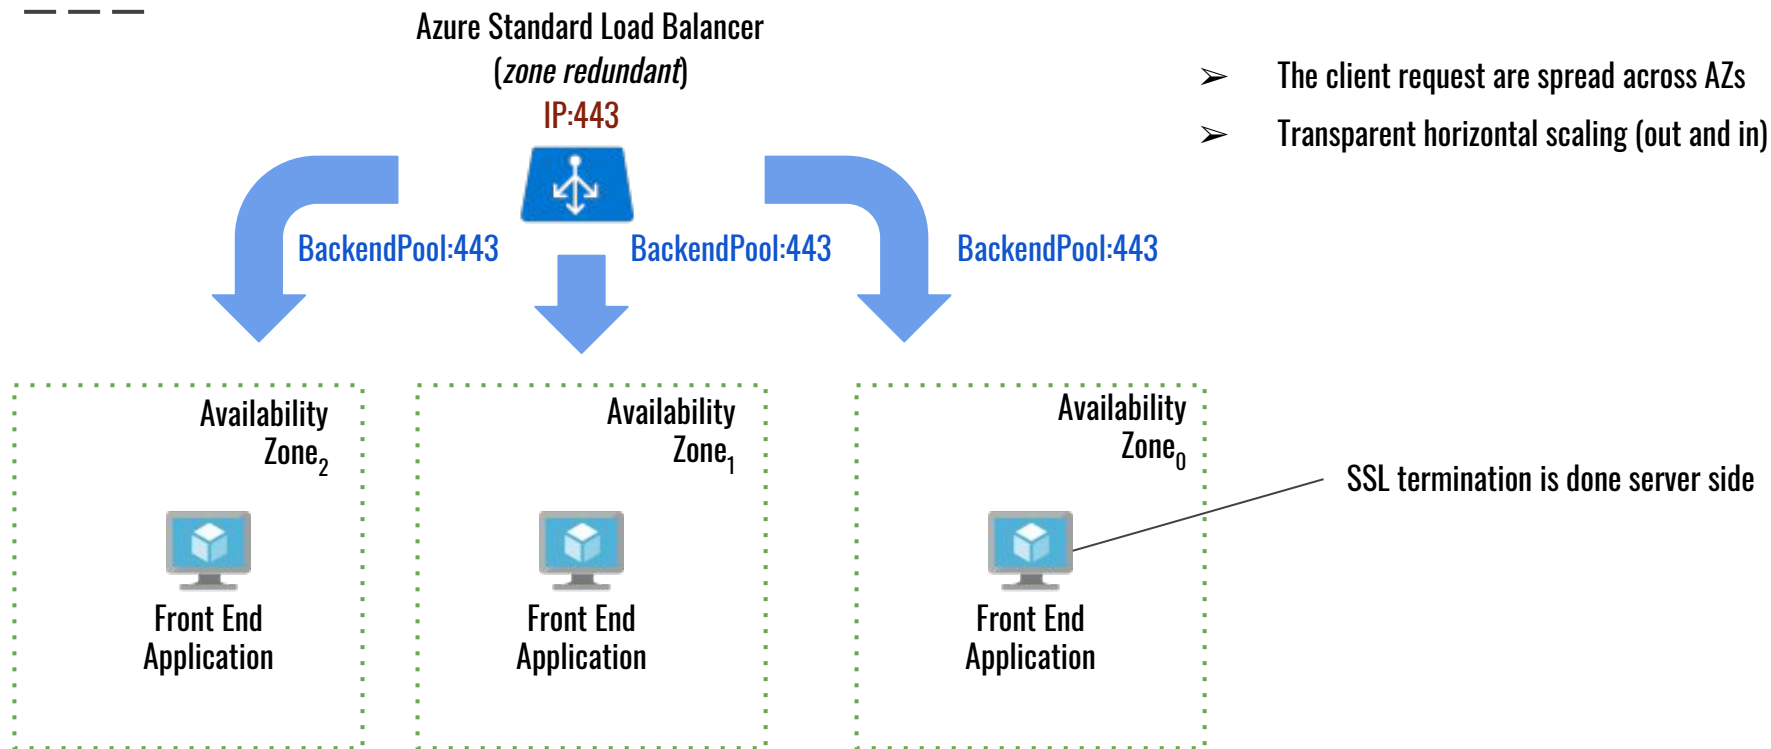 Azure Standard Load Balancer
(zone redundant)
IP:443
➢ The client request are spread across AZs
➢ Transparent horizontal scaling (out and in)
BackendPool:443
BackendPool:443
BackendPool:443
Availability
Zone2
Front End
Application
Availability
Zone1
Front End
Application
Availability
Zone0
Front End
Application
SSL termination is done server side